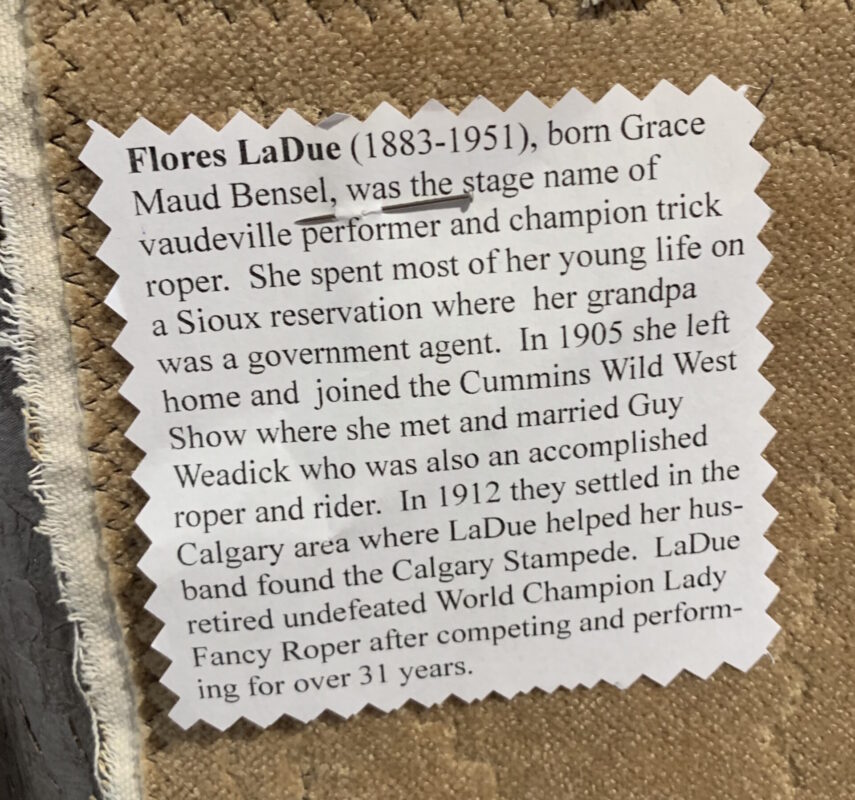 Flores LaDue (1883-1951), born Grace
Maud Bensel, was the stage name of
vaudeville performer and champion trick
roper. She spent most of her young life on
a Sioux reservation where her grandpa
was a government agent. In 1905 she left
home and joined the Cummins Wild West
Show where she met and married Guy
Weadick who was also an accomplished
roper and rider. In 1912 they settled in the
Calgary area where LaDue helped her hus-
band found the Calgary Stampede. LaDue
retired undefeated World Champion Lady
Fancy Roper after competing and perform-
ing for over 31 years.